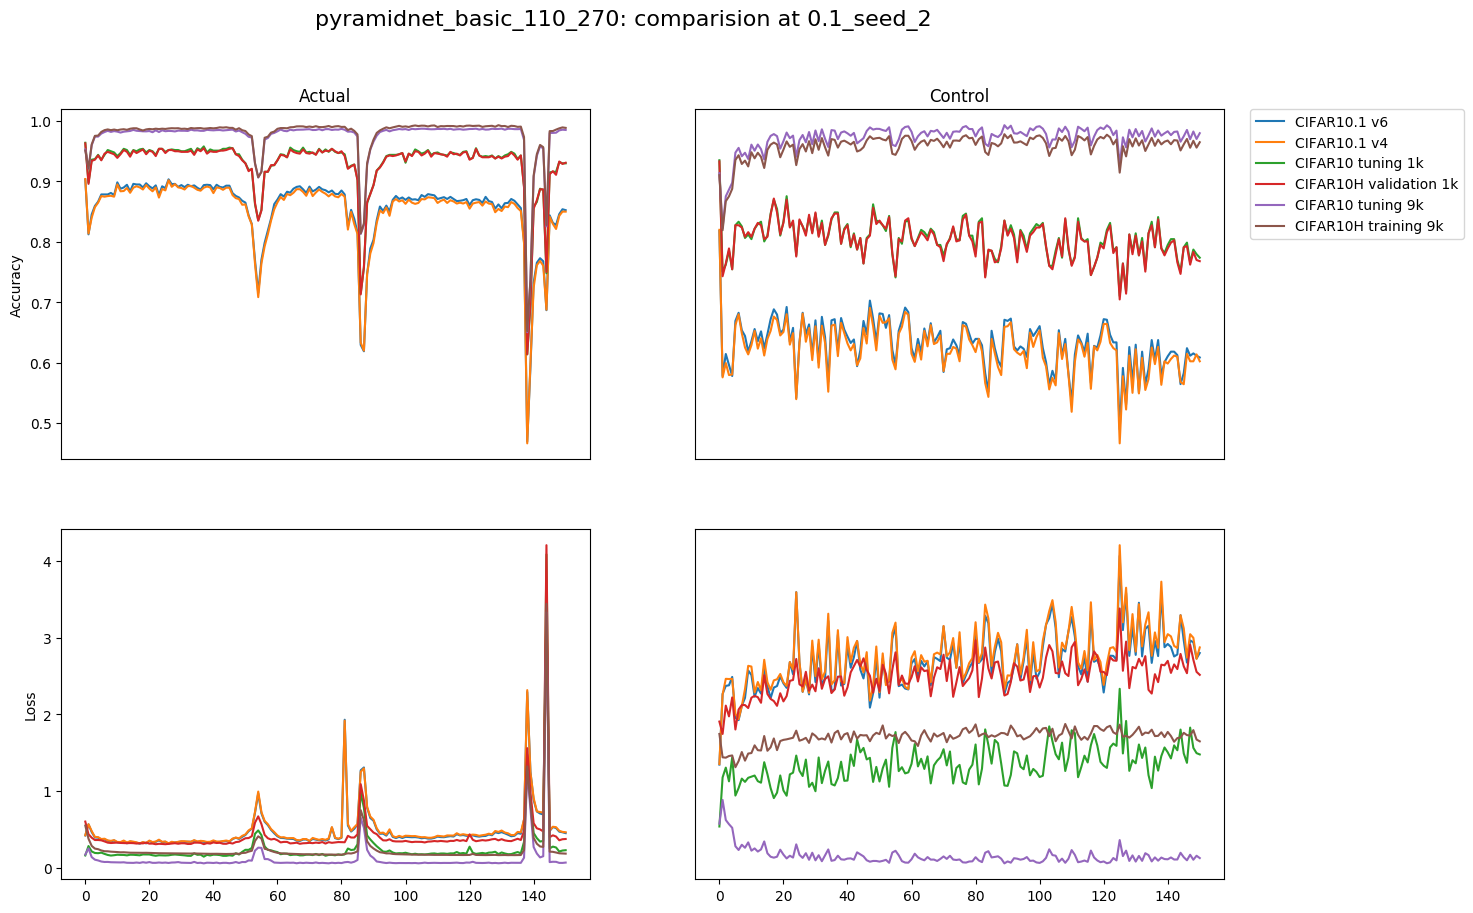 pyramidnet_basic_110_270: comparision at 0.1_seed_2
Actual
Control
CIFAR10.1 v6
CIFAR10.1 v4
CIFAR10 tuning 1k
CIFAR10H validation 1k
CIFAR10 tuning 9k
CIFAR10H training 9k
Accuracy
1.0
0.9
0.8
0.7
0.6
0.5
Loss
4
3
2
1
0
0 20 40 60 80 100 120 140
0 20 40 60 80 100 120 140